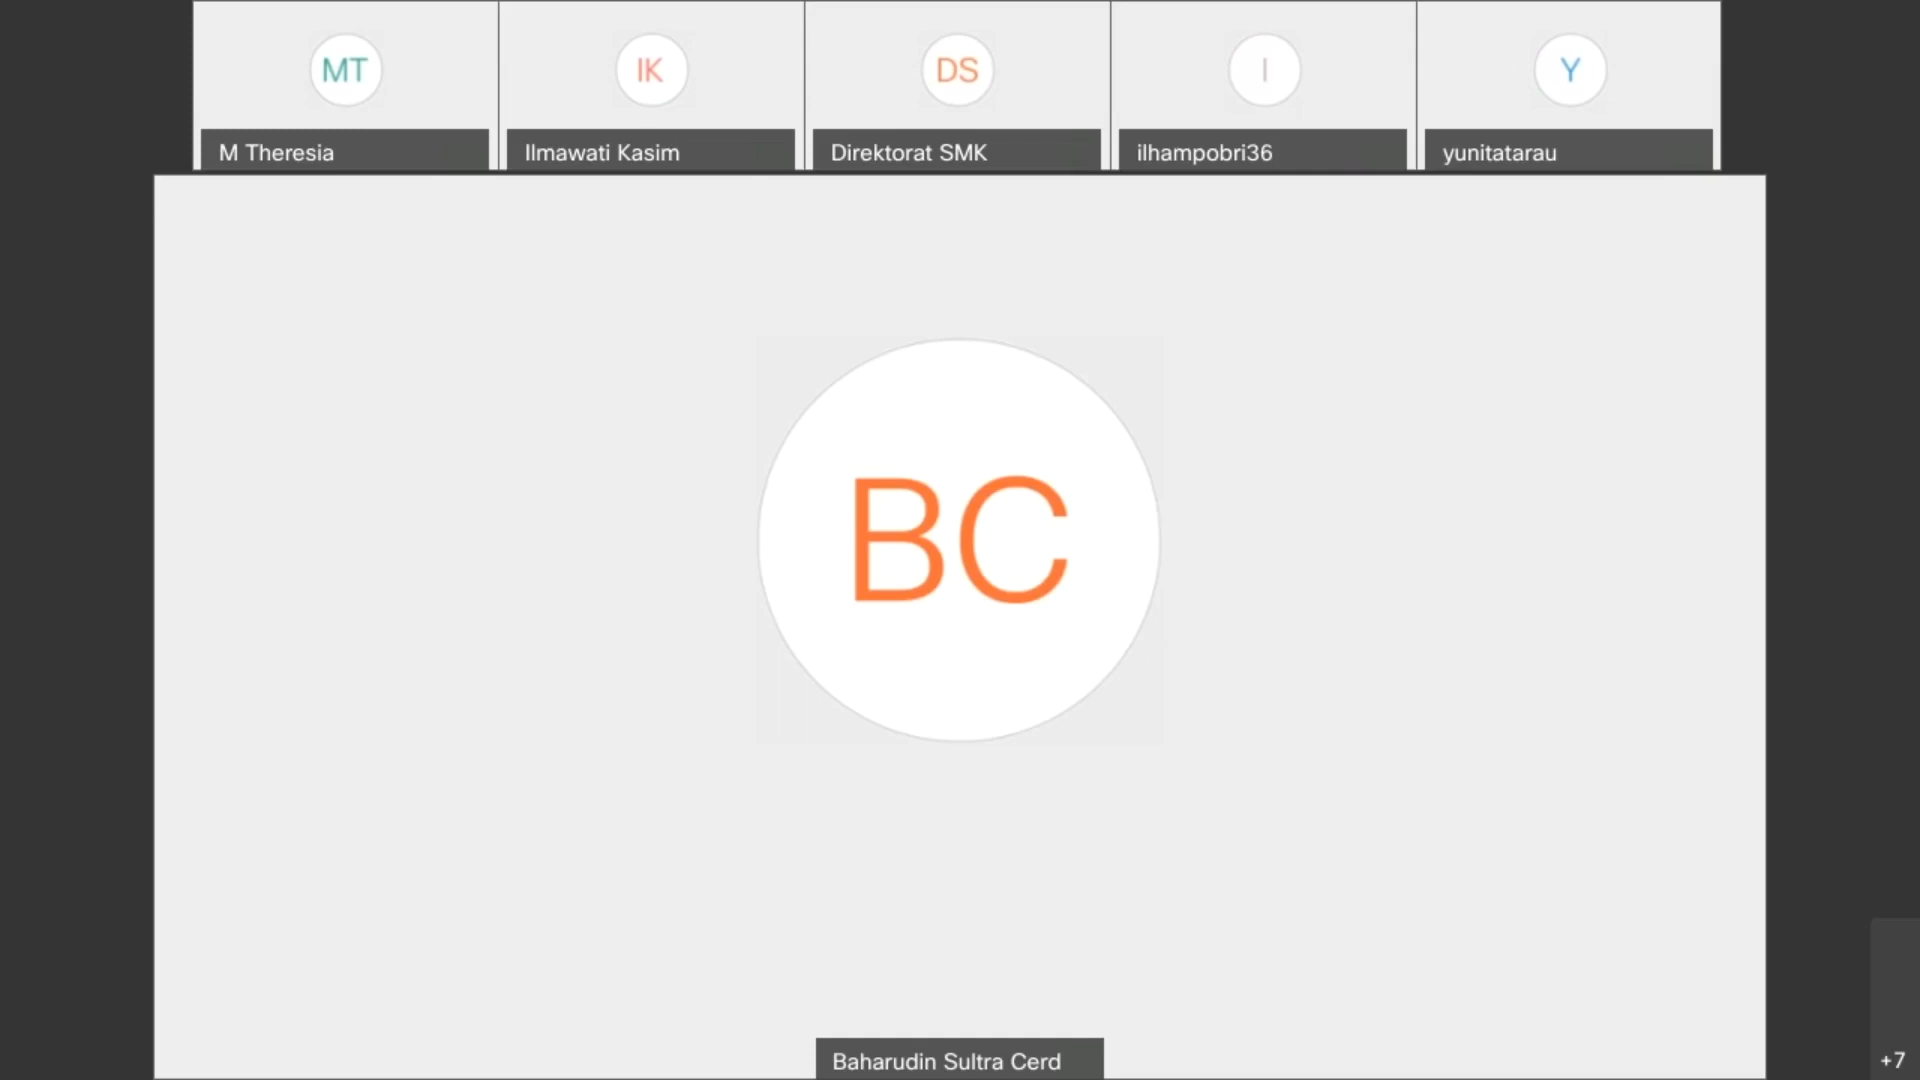 MT
IK
DS
I
Y
M Theresia
Ilmawati Kasim
Direktorat SMK
ilhampobri36
yunitatarau
BC
Baharudin Sultra Cerd
+7